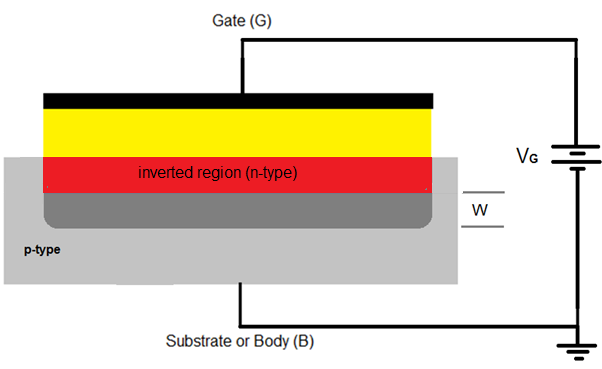 Gate (G)
VG
inverted region (n-type)
W
p-type
Substrate or Body (B)